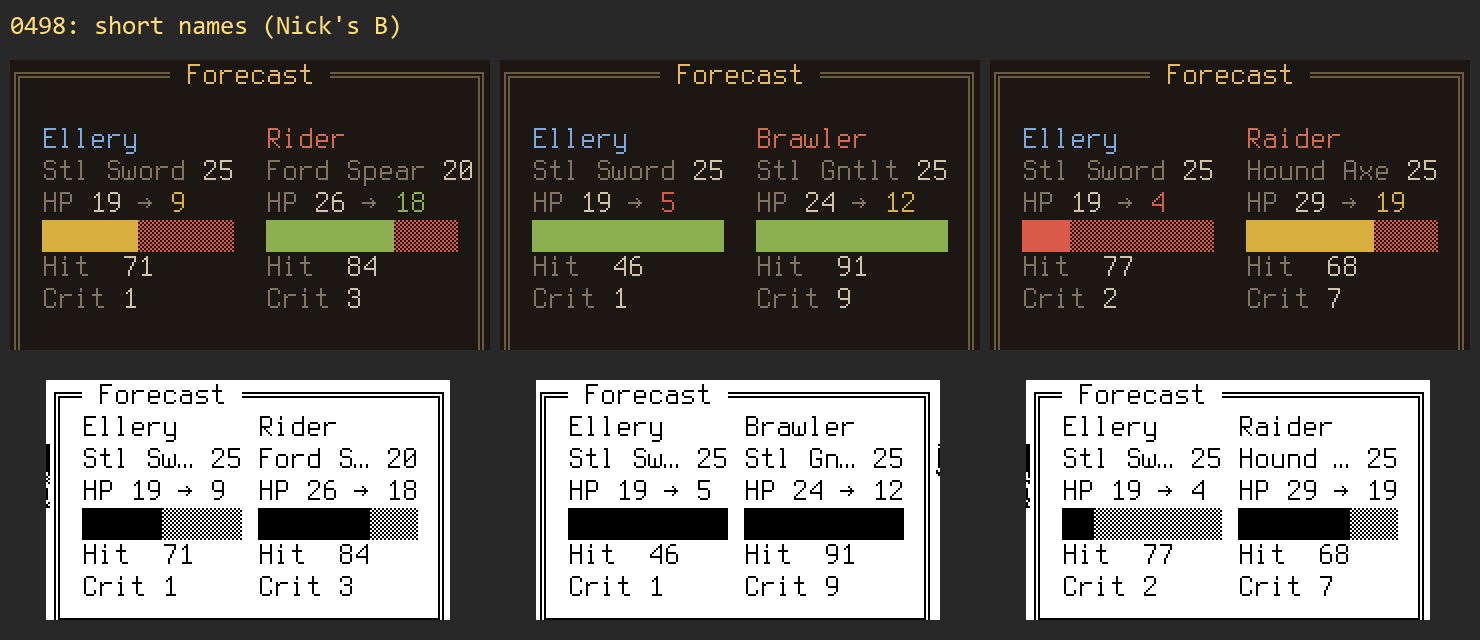 0498: short names (Nick's B)
Forecast
Ellery Rider
Stl Sword 25 Ford Spear 20
HP 19 → 9 HP 26 → 18
Hit 71 Hit 84
Crit 1 Crit 3
Forecast
Ellery Brawler
Stl Sword 25 Stl Gntlt 25
HP 19 → 5 HP 24 → 12
Hit 46 Hit 91
Crit 1 Crit 9
Forecast
Ellery Raider
Stl Sword 25 Hound Axe 25
HP 19 → 4 HP 29 → 19
Hit 77 Hit 68
Crit 2 Crit 7
Forecast
Ellery Rider
Stl Sw… 25 Ford S… 20
HP 19 → 9 HP 26 → 18
Hit 71 Hit 84
Crit 1 Crit 3
Forecast
Ellery Brawler
Stl Sw… 25 Stl Gn… 25
HP 19 → 5 HP 24 → 12
Hit 46 Hit 91
Crit 1 Crit 9
Forecast
Ellery Raider
Stl Sw… 25 Hound … 25
HP 19 → 4 HP 29 → 19
Hit 77 Hit 68
Crit 2 Crit 7